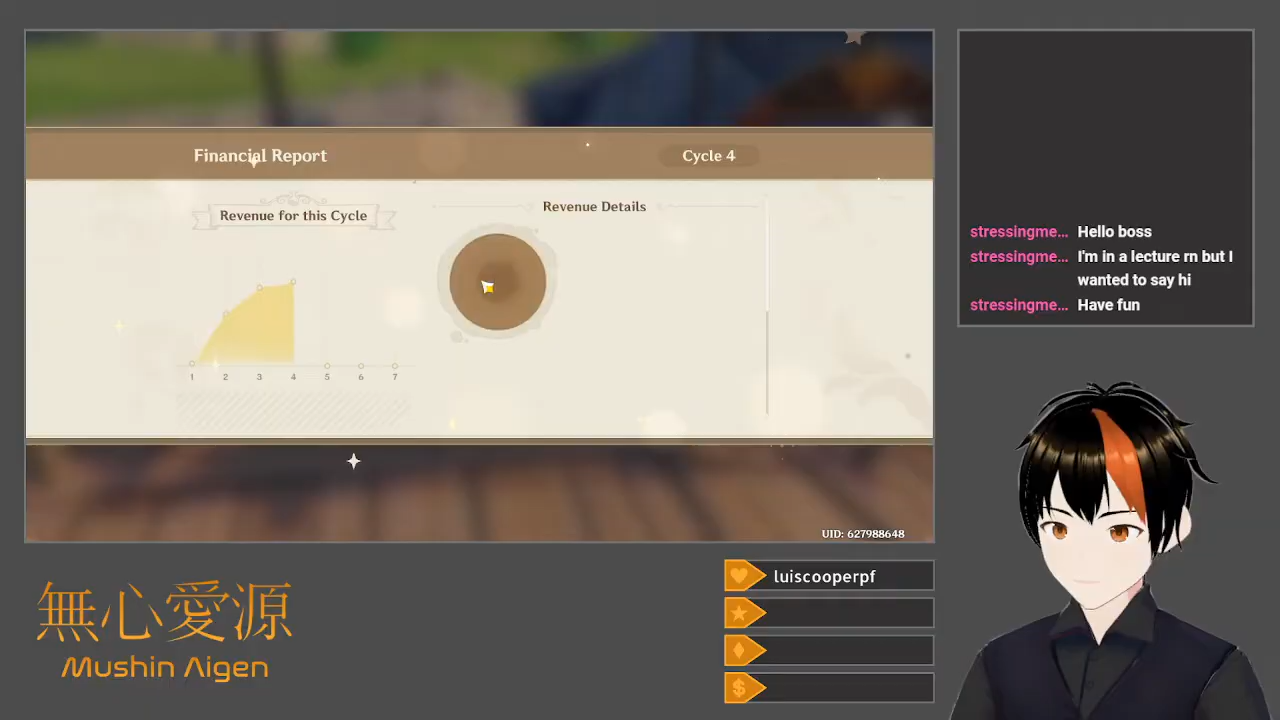 Financial Report
Cycle 4
Revenue for this Cycle
Revenue Details
1 2 3 4 5 6 7
UID: 627988648
stressingme... Hello boss
stressingme... I'm in a lecture rn but I
wanted to say hi
stressingme... Have fun
luiscooperpf
無心愛源
Mushin Aigen